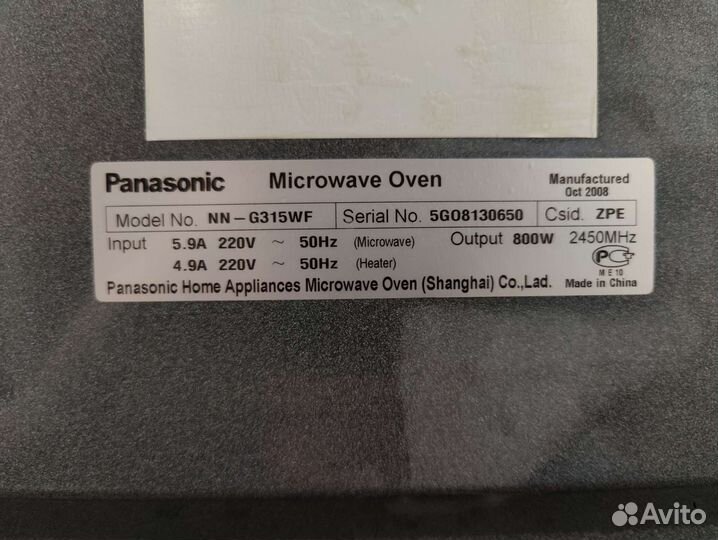 Panasonic Microwave Oven Manufactured Oct 2008
Model No. NN-G315WF Serial No. 5GO8130650 Csid. ZPE
Input 5.9A 220V ~ 50Hz (Microwave) Output 800W 2450MHz
4.9A 220V ~ 50Hz (Heater)
PC
ME10
Panasonic Home Appliances Microwave Oven (Shanghai) Co.,Lad. Made in China
Avito